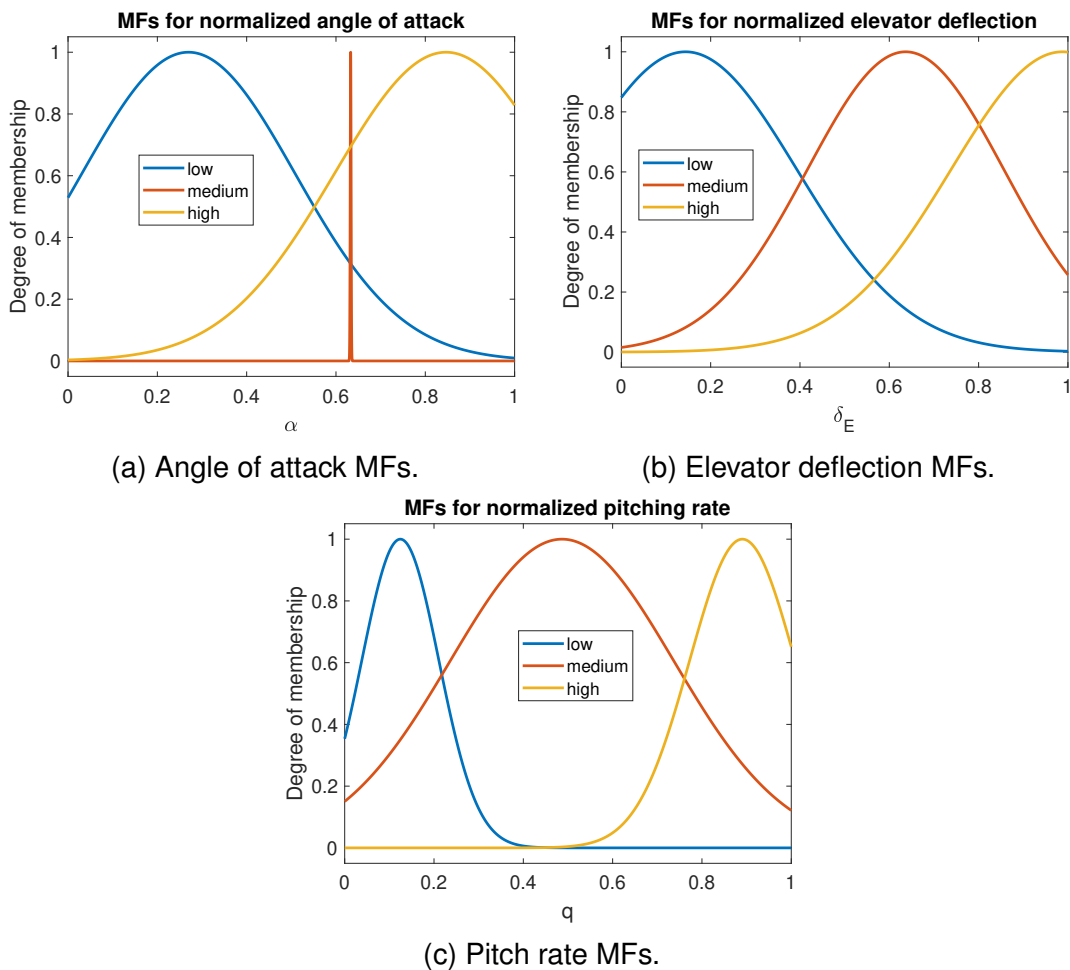 MFs for normalized angle of attack
Degree of membership
1
0.8
0.6
0.4
0.2
0
low
medium
high
0 0.2 0.4 0.6 0.8 1
α
(a) Angle of attack MFs.
MFs for normalized elevator deflection
Degree of membership
1
0.8
0.6
0.4
0.2
0
low
medium
high
0 0.2 0.4 0.6 0.8 1
δE
(b) Elevator deflection MFs.
MFs for normalized pitching rate
Degree of membership
1
0.8
0.6
0.4
0.2
0
low
medium
high
0 0.2 0.4 0.6 0.8 1
q
(c) Pitch rate MFs.